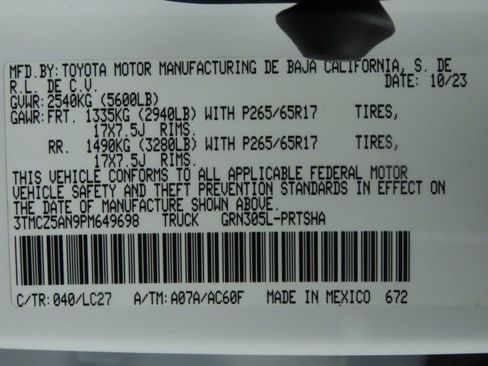 MFD.BY: TOYOTA MOTOR MANUFACTURING DE BAJA CALIFORNIA, S. DE
R.L. DE C.V. DATE: 10/23
GVWR: 2540KG (5600LB)
GAWR: FRT. 1335KG (2940LB) WITH P265/65R17 TIRES,
17X7.5J RIMS.
RR. 1490KG (3280LB) WITH P265/65R17 TIRES,
17X7.5J RIMS.
THIS VEHICLE CONFORMS TO ALL APPLICABLE FEDERAL MOTOR
VEHICLE SAFETY AND THEFT PREVENTION STANDARDS IN EFFECT ON
THE DATE OF MANUFACTURE SHOWN ABOVE.
3TMCZ5AN9PM649698 TRUCK GRN305L-PRTSHA
C/TR: 040/LC27 A/TM: A07A/AC60F MADE IN MEXICO 672